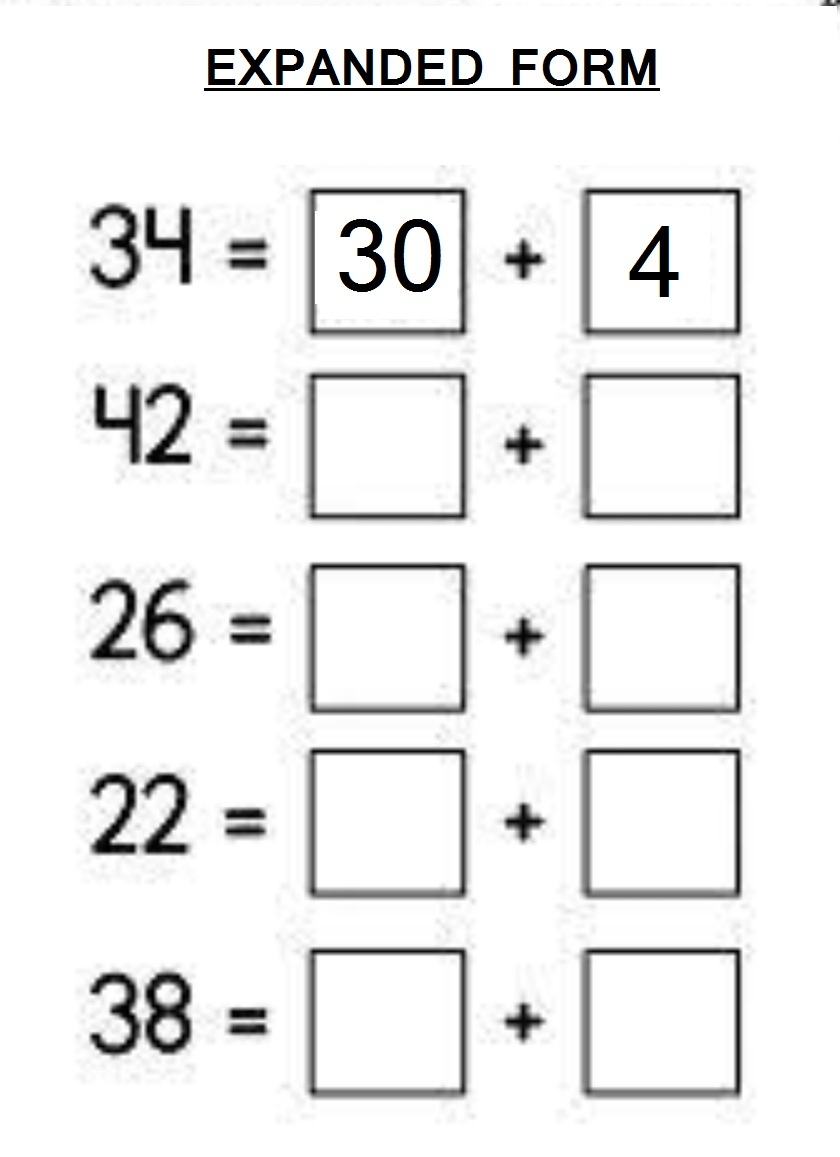 EXPANDED FORM
34 = 30 + 4
42 = +
26 = +
22 = +
38 = +